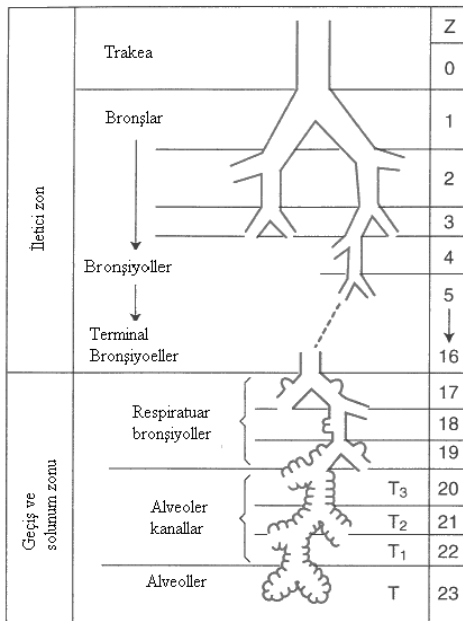 Z
Trakea
0
İletici zon
Bronşlar
1
2
3
4
Bronşiyoller
5
Terminal
Bronşiyoeller
16
Geçiş ve
solunum zonu
17
Respiratuar
bronşiyoller
18
19
Alveoler
kanallar
T3 20
T2 21
T1 22
Alveoller
T 23